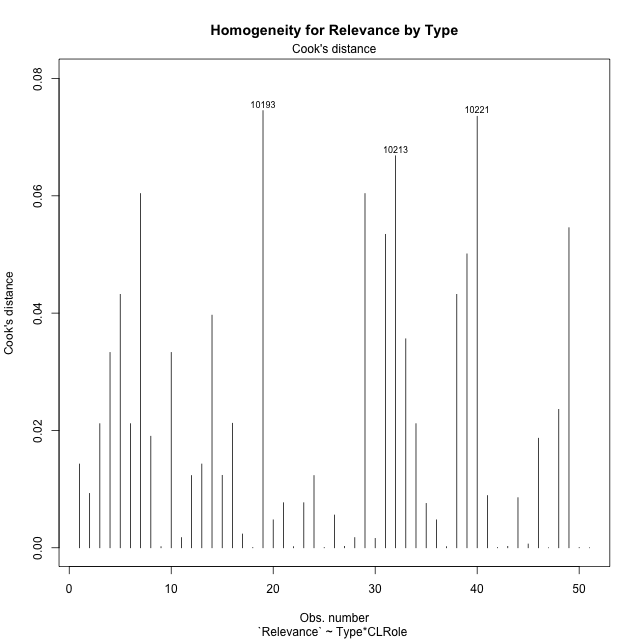 Homogeneity for Relevance by Type
Cook's distance
0.08
0.06
0.04
0.02
0.00
Cook's distance
10193
10213
10221
0 10 20 30 40 50
Obs. number
`Relevance` ~ Type*CLRole